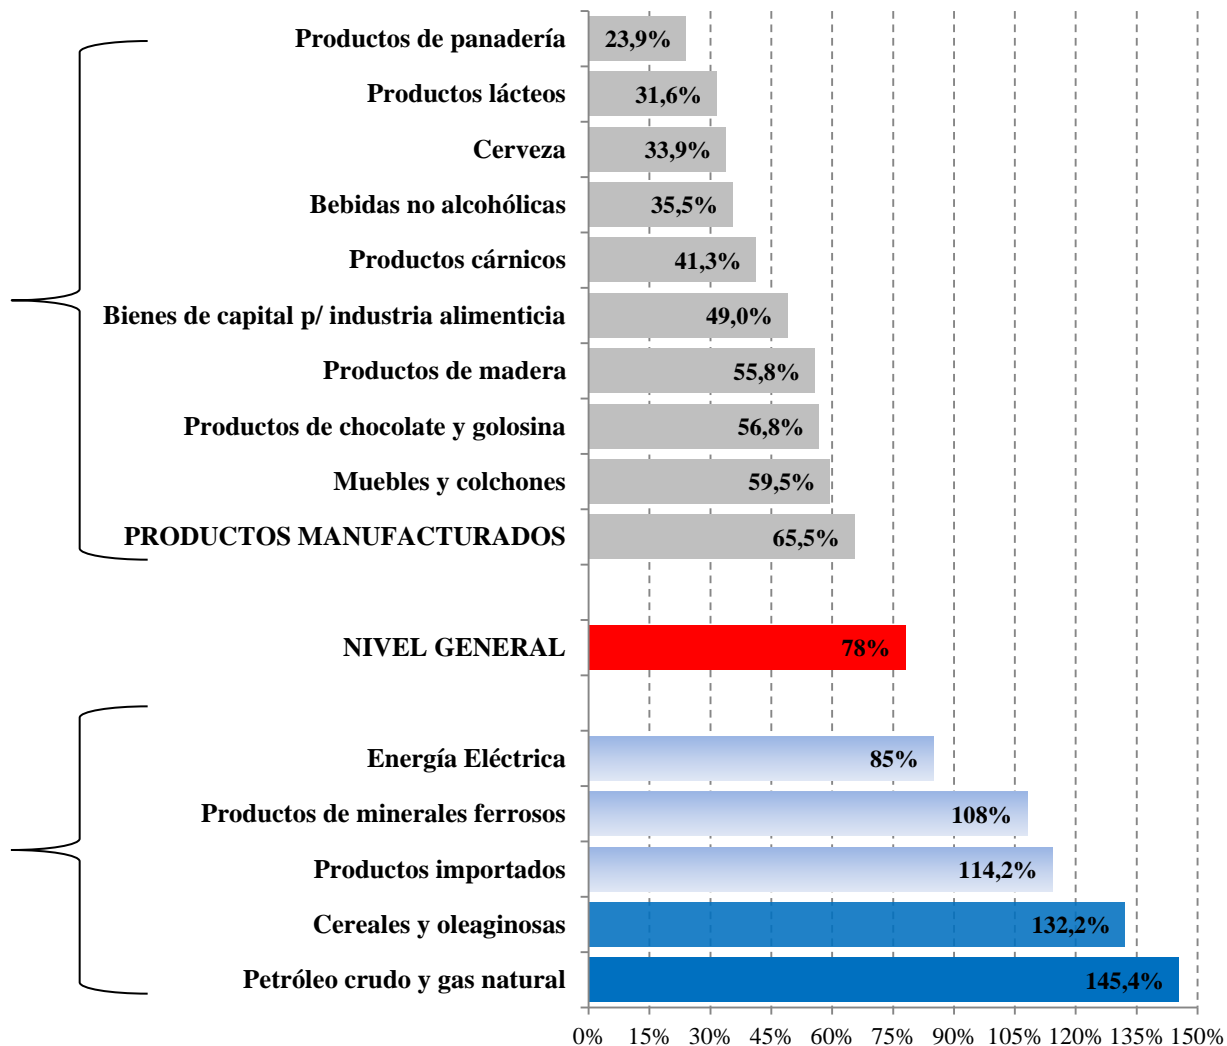 Productos de panadería 23,9%
Productos lácteos 31,6%
Cerveza 33,9%
Bebidas no alcohólicas 35,5%
Productos cárnicos 41,3%
Bienes de capital p/ industria alimenticia 49,0%
Productos de madera 55,8%
Productos de chocolate y golosina 56,8%
Muebles y colchones 59,5%
PRODUCTOS MANUFACTURADOS 65,5%
NIVEL GENERAL 78%
Energía Eléctrica 85%
Productos de minerales ferrosos 108%
Productos importados 114,2%
Cereales y oleaginosas 132,2%
Petróleo crudo y gas natural 145,4%
0% 15% 30% 45% 60% 75% 90% 105% 120% 135% 150%